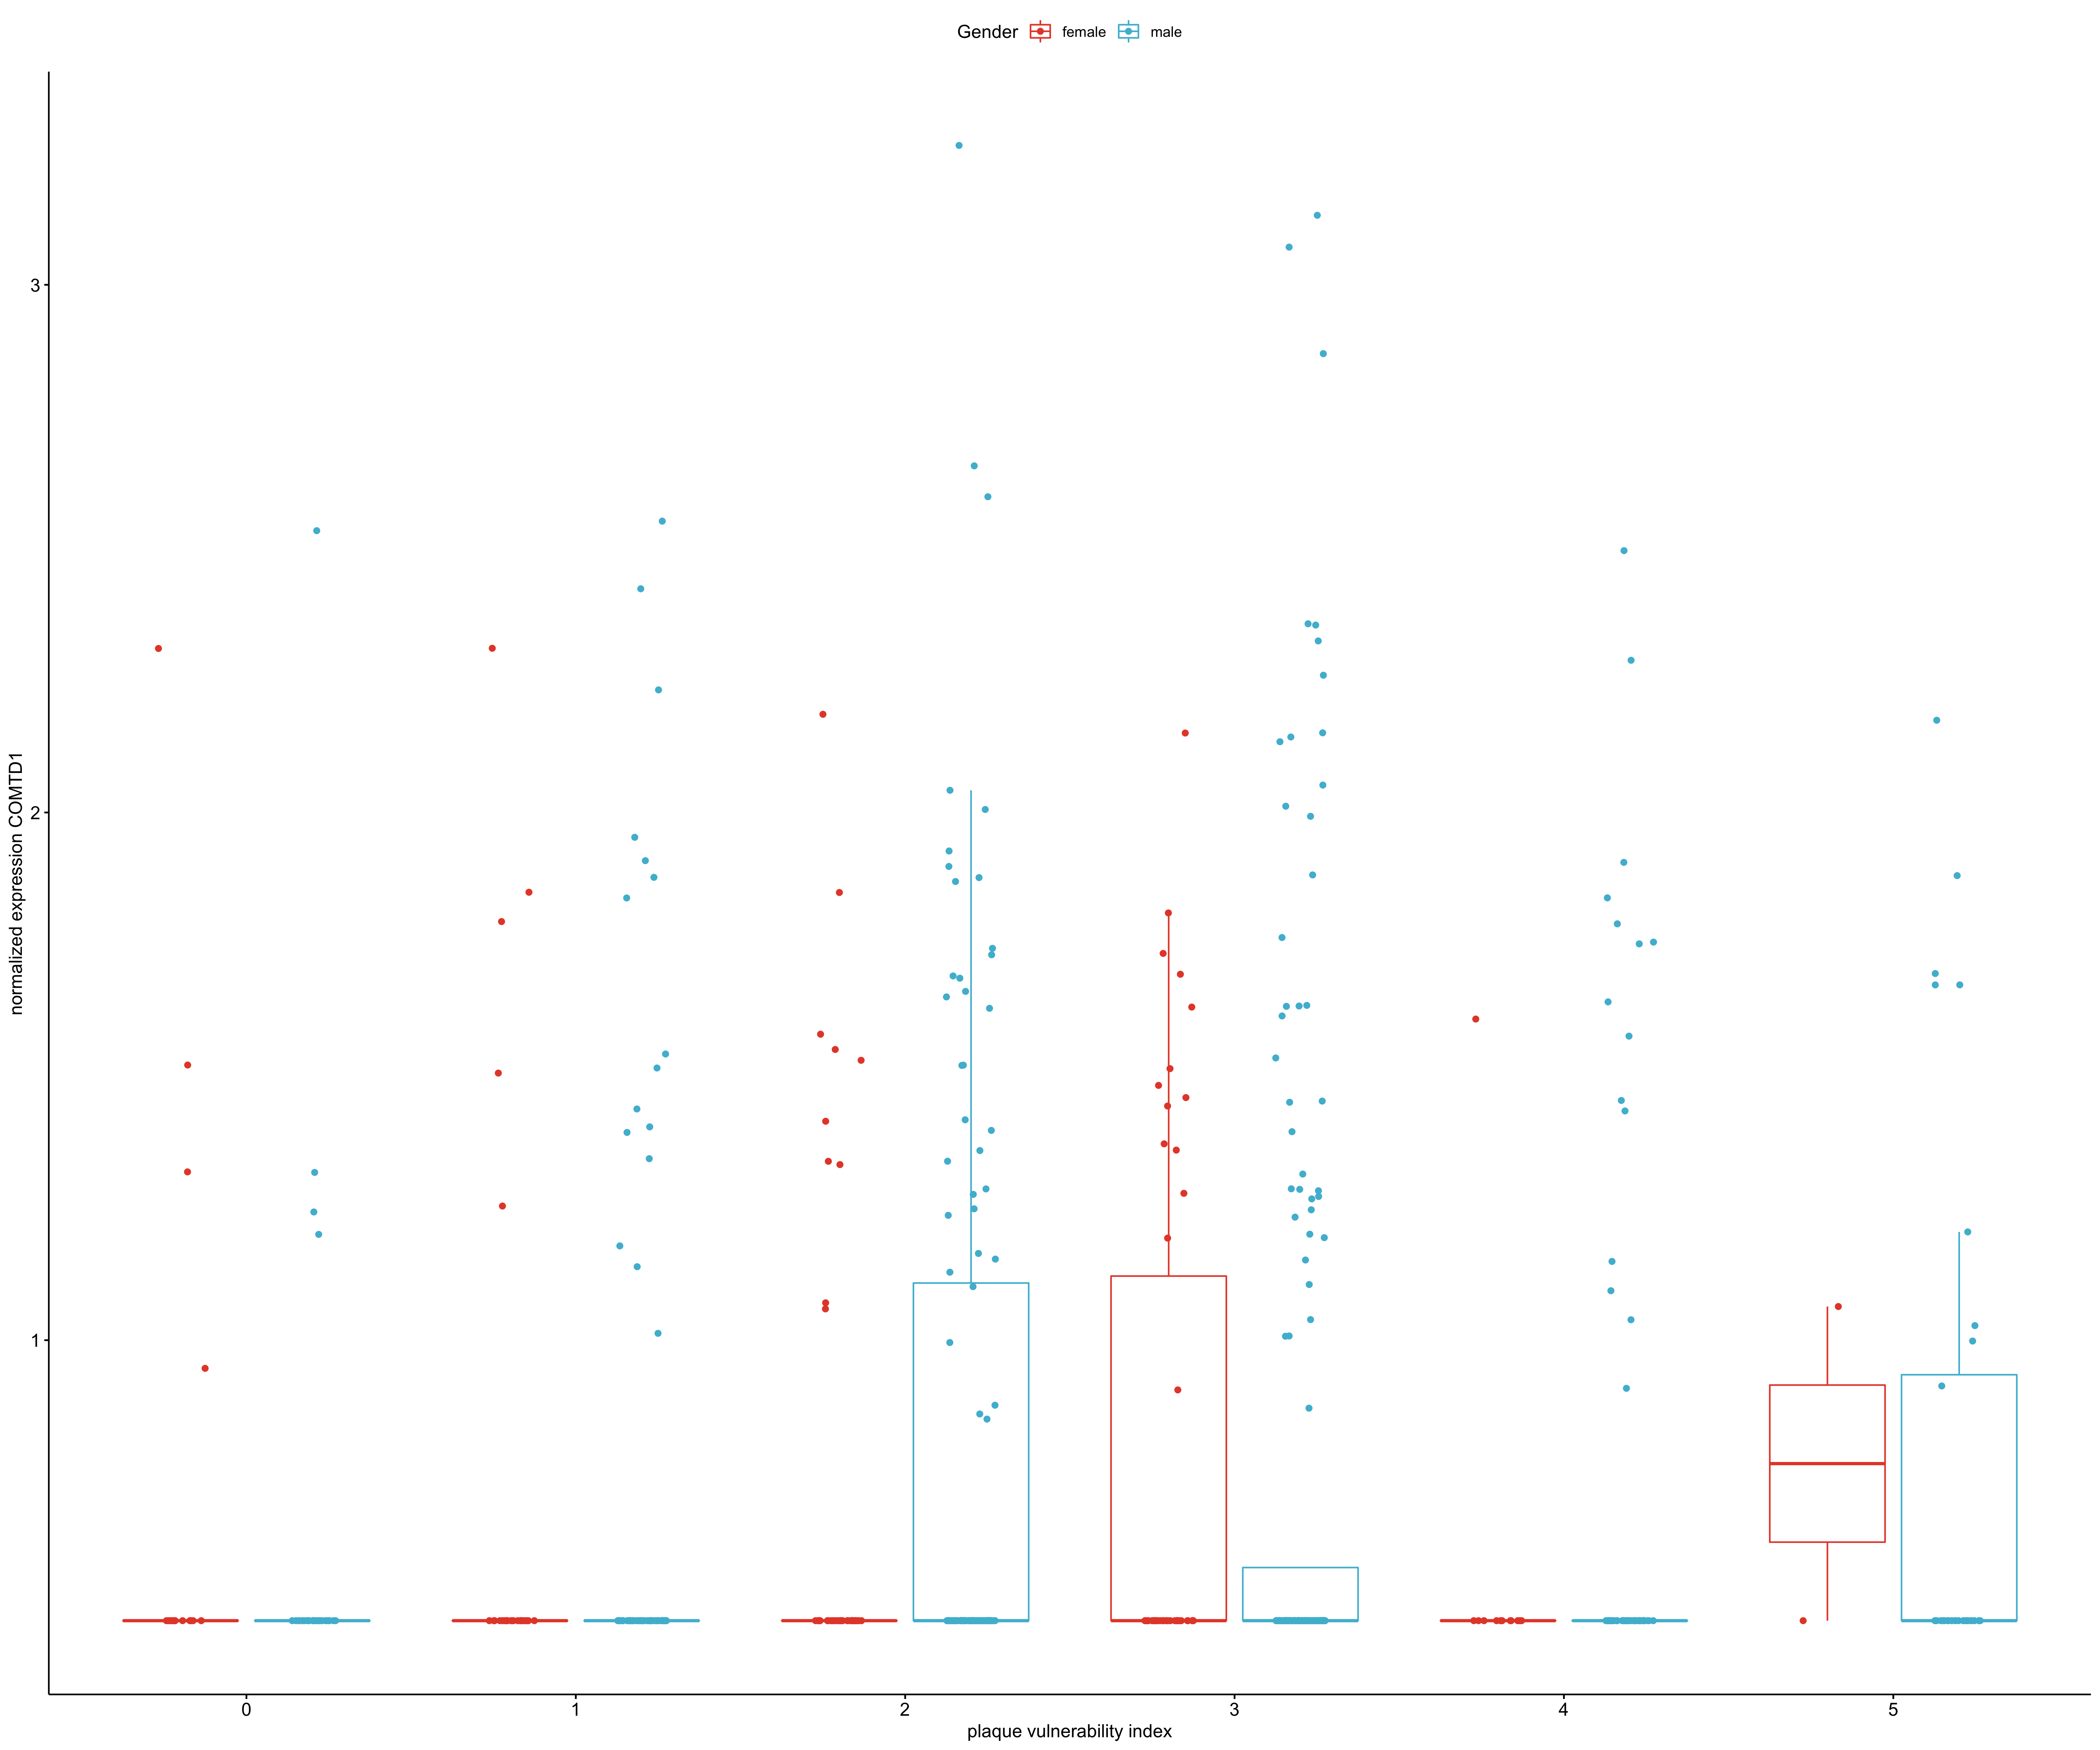 Gender female male
normalized expression COMTD1
3
2
1
0 1 2 3 4 5
plaque vulnerability index